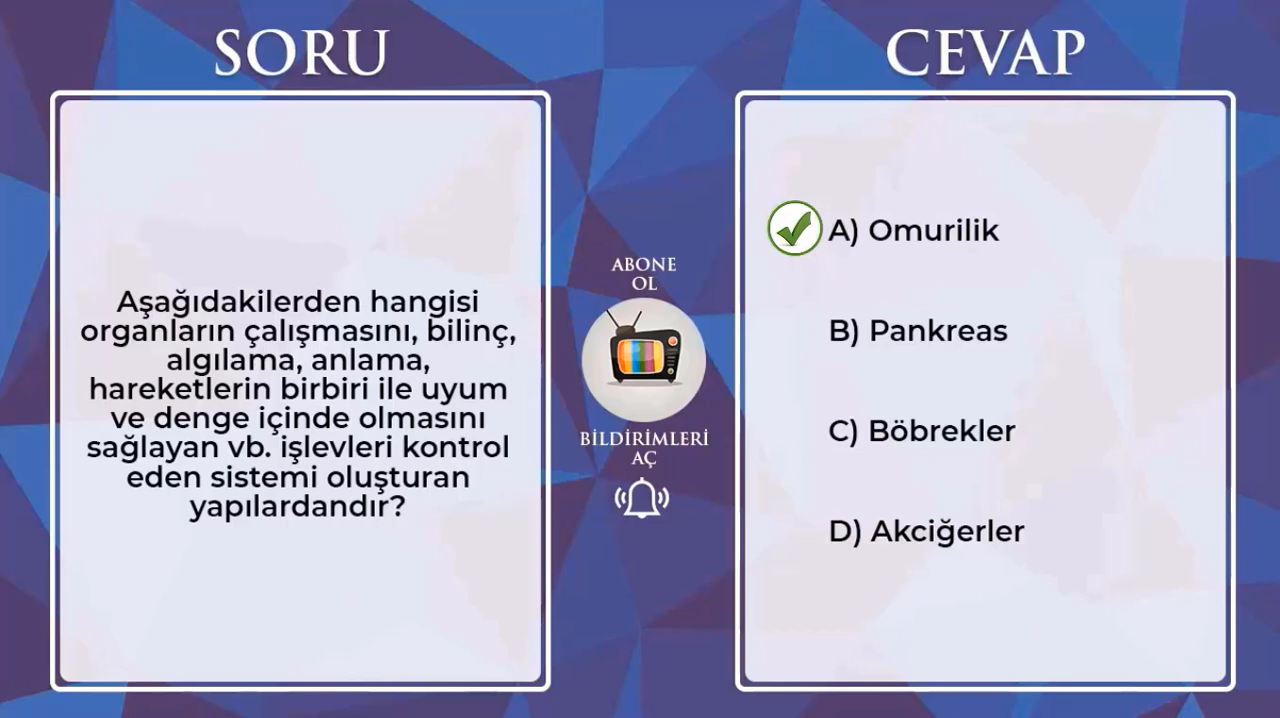 SORU
Aşağıdakilerden hangisi
organların çalışmasını, bilinç,
algılama, anlama,
hareketlerin birbiri ile uyum
ve denge içinde olmasını
sağlayan vb. işlevleri kontrol
eden sistemi oluşturan
yapılardandır?
ABONE
OL
BİLDİRİMLERİ
AÇ
CEVAP
A) Omurilik
B) Pankreas
C) Böbrekler
D) Akciğerler